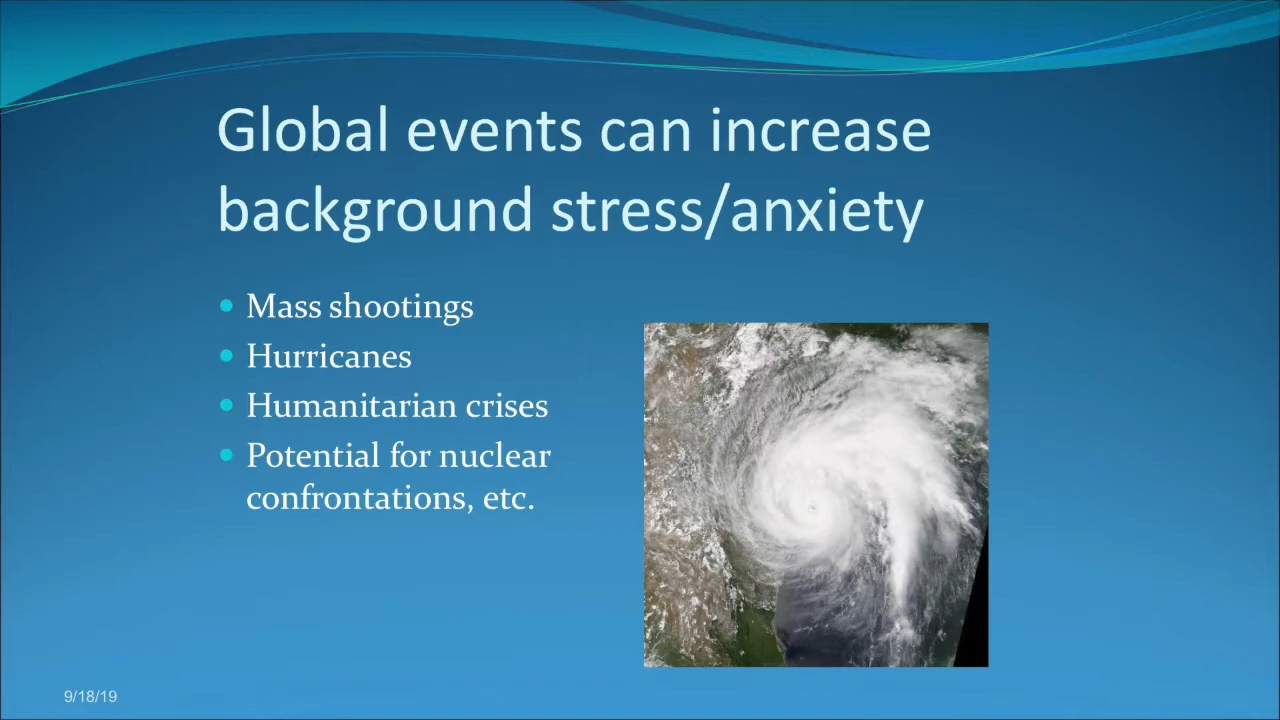 Global events can increase
background stress/anxiety
• Mass shootings
• Hurricanes
• Humanitarian crises
• Potential for nuclear
confrontations, etc.
9/18/19